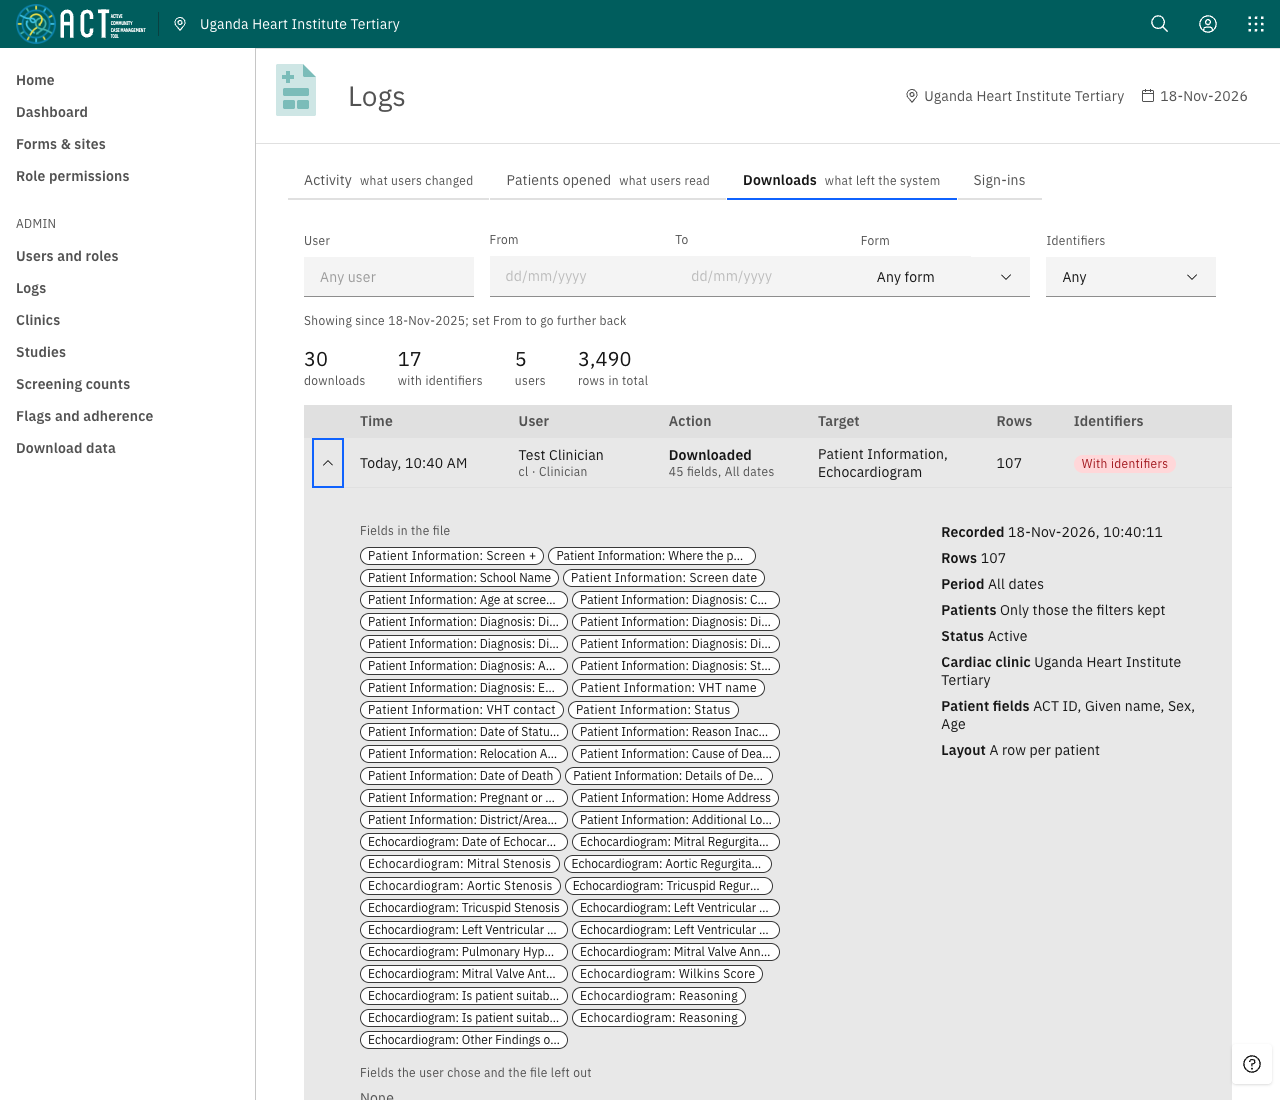 ACT
ACTIVE
COMMUNITY
CASE MANAGEMENT
TOOL
Uganda Heart Institute Tertiary
Home
Dashboard
Forms & sites
Role permissions
ADMIN
Users and roles
Logs
Clinics
Studies
Screening counts
Flags and adherence
Download data
Logs
Uganda Heart Institute Tertiary 18-Nov-2026
Activity what users changed Patients opened what users read Downloads what left the system Sign-ins
User From To Form Identifiers
Any user dd/mm/yyyy dd/mm/yyyy Any form Any
Showing since 18-Nov-2025; set From to go further back
30 17 5 3,490
downloads with identifiers users rows in total
Time User Action Target Rows Identifiers
Today, 10:40 AM Test Clinician Downloaded Patient Information, 107 With identifiers
cl · Clinician 45 fields, All dates Echocardiogram
Fields in the file
Patient Information: Screen + Patient Information: Where the p...
Patient Information: School Name Patient Information: Screen date
Patient Information: Age at scree... Patient Information: Diagnosis: C...
Patient Information: Diagnosis: Di... Patient Information: Diagnosis: Di...
Patient Information: Diagnosis: Di... Patient Information: Diagnosis: Di...
Patient Information: Diagnosis: A... Patient Information: Diagnosis: St...
Patient Information: Diagnosis: E... Patient Information: VHT name
Patient Information: VHT contact Patient Information: Status
Patient Information: Date of Statu... Patient Information: Reason Inac...
Patient Information: Relocation A... Patient Information: Cause of Dea...
Patient Information: Date of Death Patient Information: Details of De...
Patient Information: Pregnant or ... Patient Information: Home Address
Patient Information: District/Area... Patient Information: Additional Lo...
Echocardiogram: Date of Echocar... Echocardiogram: Mitral Regurgita...
Echocardiogram: Mitral Stenosis Echocardiogram: Aortic Regurgita...
Echocardiogram: Aortic Stenosis Echocardiogram: Tricuspid Regur...
Echocardiogram: Tricuspid Stenosis Echocardiogram: Left Ventricular ...
Echocardiogram: Left Ventricular ... Echocardiogram: Left Ventricular ...
Echocardiogram: Pulmonary Hyp... Echocardiogram: Mitral Valve Ann...
Echocardiogram: Mitral Valve Ant... Echocardiogram: Wilkins Score
Echocardiogram: Is patient suitab... Echocardiogram: Reasoning
Echocardiogram: Is patient suitab... Echocardiogram: Reasoning
Echocardiogram: Other Findings o...
Fields the user chose and the file left out
None
Recorded 18-Nov-2026, 10:40:11
Rows 107
Period All dates
Patients Only those the filters kept
Status Active
Cardiac clinic Uganda Heart Institute
Tertiary
Patient fields ACT ID, Given name, Sex,
Age
Layout A row per patient